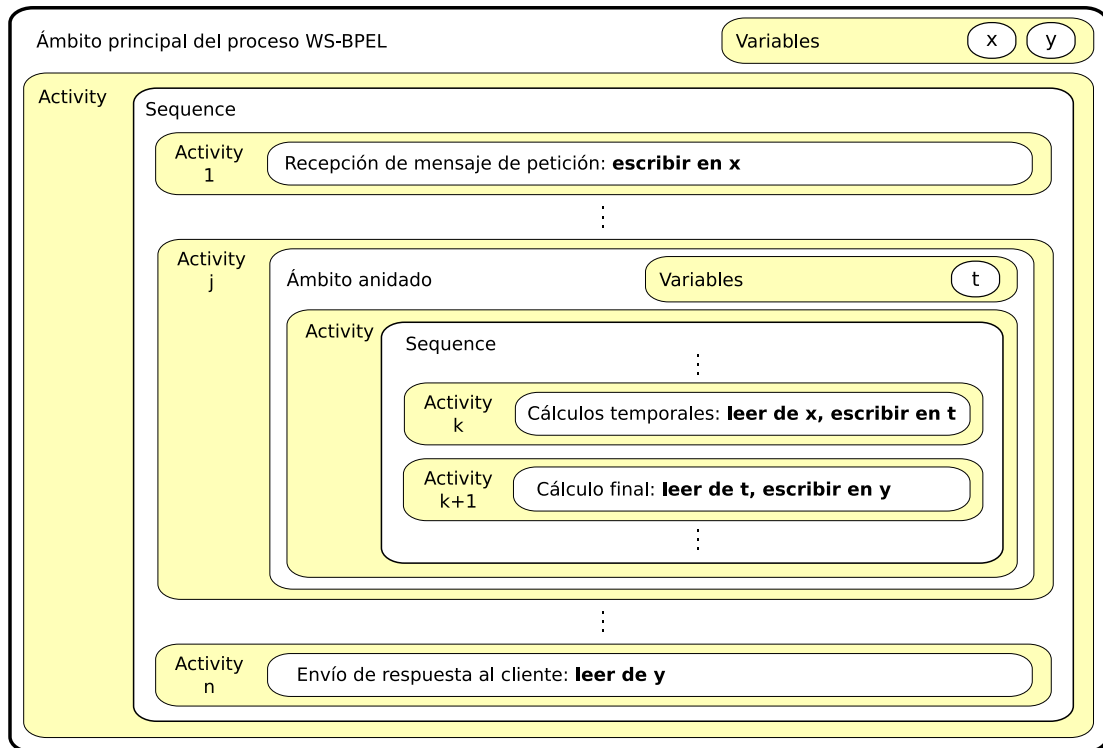 Ámbito principal del proceso WS-BPEL
Variables x y
Activity
Sequence
Activity
1
Recepción de mensaje de petición: escribir en x
Activity
j
Ámbito anidado
Variables t
Activity
Sequence
Activity
k
Cálculos temporales: leer de x, escribir en t
Activity
k+1
Cálculo final: leer de t, escribir en y
Activity
n
Envío de respuesta al cliente: leer de y